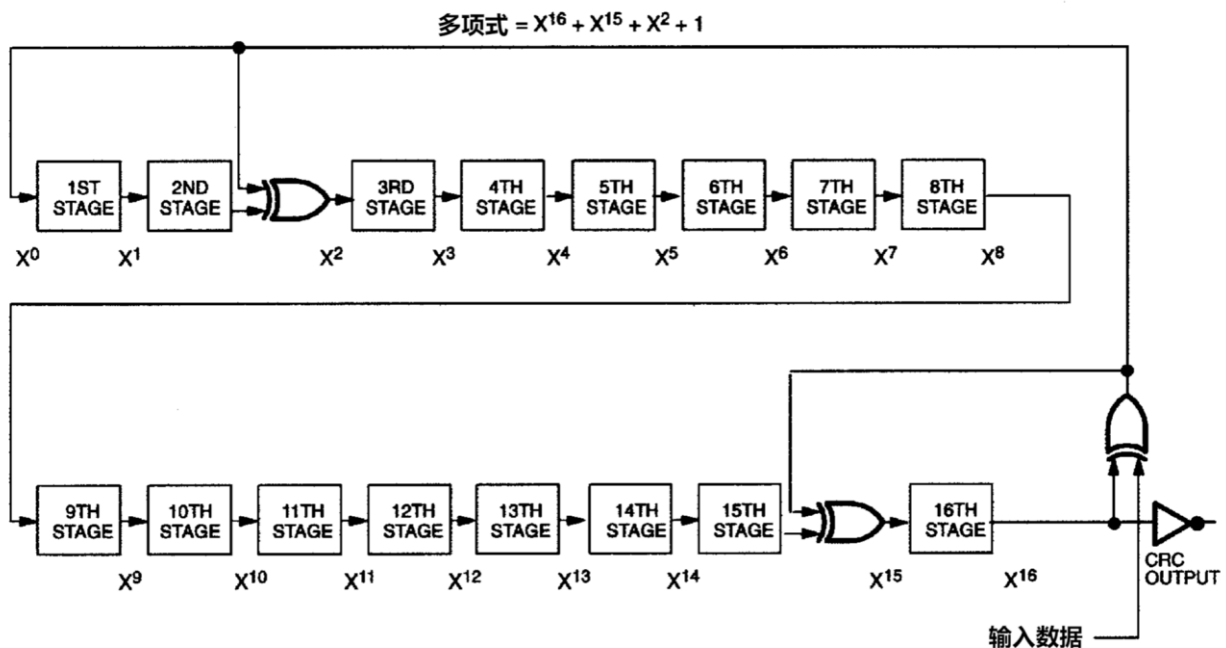 多项式 = X¹⁶ + X¹⁵ + X² + 1
1ST STAGE
2ND STAGE
3RD STAGE
4TH STAGE
5TH STAGE
6TH STAGE
7TH STAGE
8TH STAGE
X⁰ X¹ X² X³ X⁴ X⁵ X⁶ X⁷ X⁸
9TH STAGE
10TH STAGE
11TH STAGE
12TH STAGE
13TH STAGE
14TH STAGE
15TH STAGE
16TH STAGE
X⁹ X¹⁰ X¹¹ X¹² X¹³ X¹⁴ X¹⁵ X¹⁶
CRC
OUTPUT
输入数据